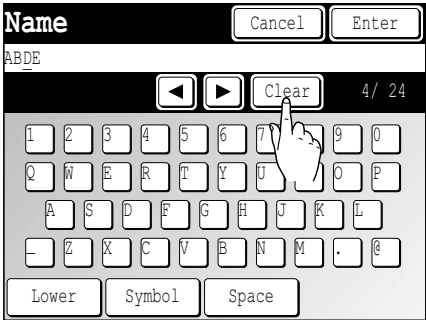 Name Cancel Enter
ABDE
Clear 4/ 24
1 2 3 4 5 6 7 9 0
Q W E R T Y U O P
A S D F G H J K L
_ Z X C V B N M . @
Lower Symbol Space